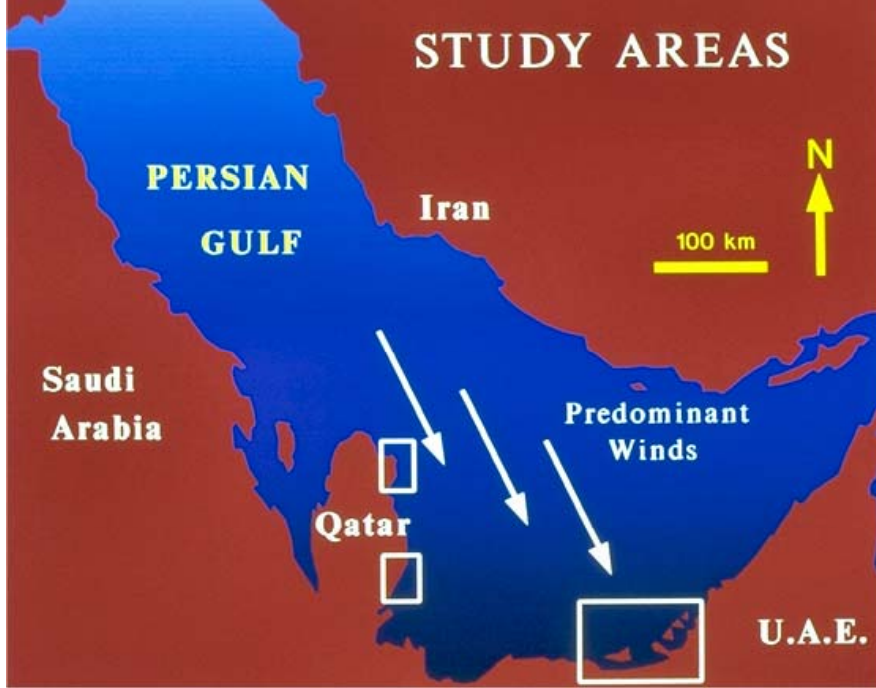 STUDY AREAS
PERSIAN
GULF
Iran
N
100 km
Saudi
Arabia
Predominant
Winds
Qatar
U.A.E.